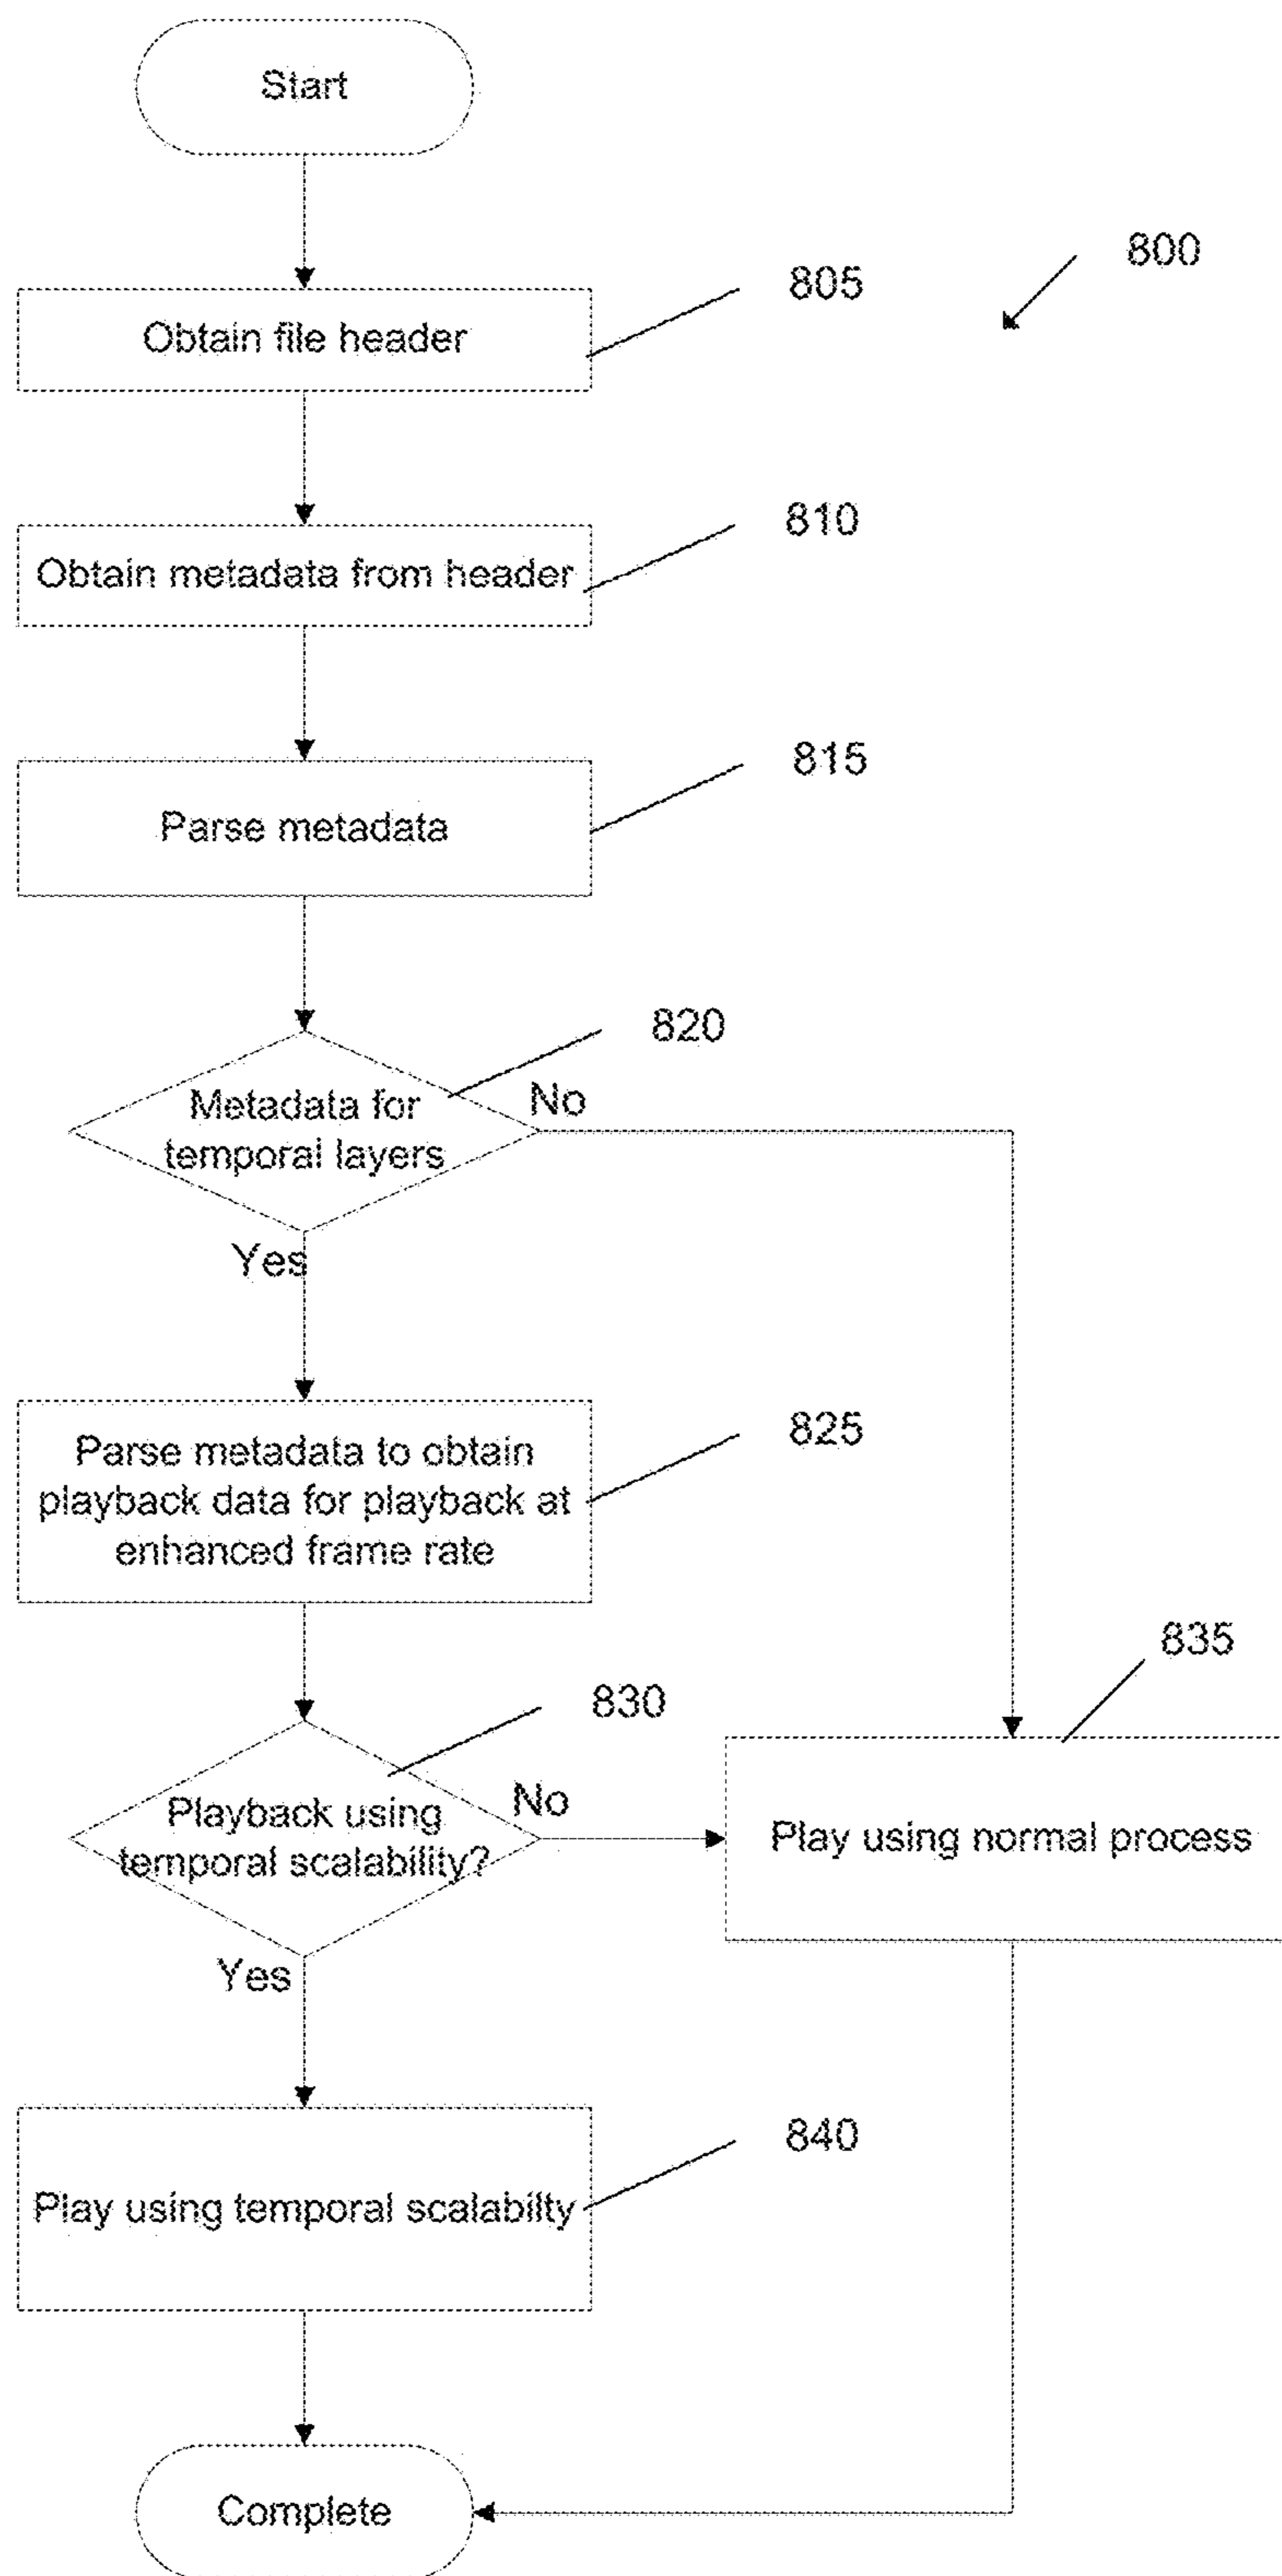 Start
800
805
Obtain file header
810
Obtain metadata from header
815
Parse metadata
820
Metadata for
temporal layers
No
Yes
825
Parse metadata to obtain
playback data for playback at
enhanced frame rate
835
830
Playback using
temporal scalability?
No
Play using normal process
Yes
840
Play using temporal scalabilty
Complete